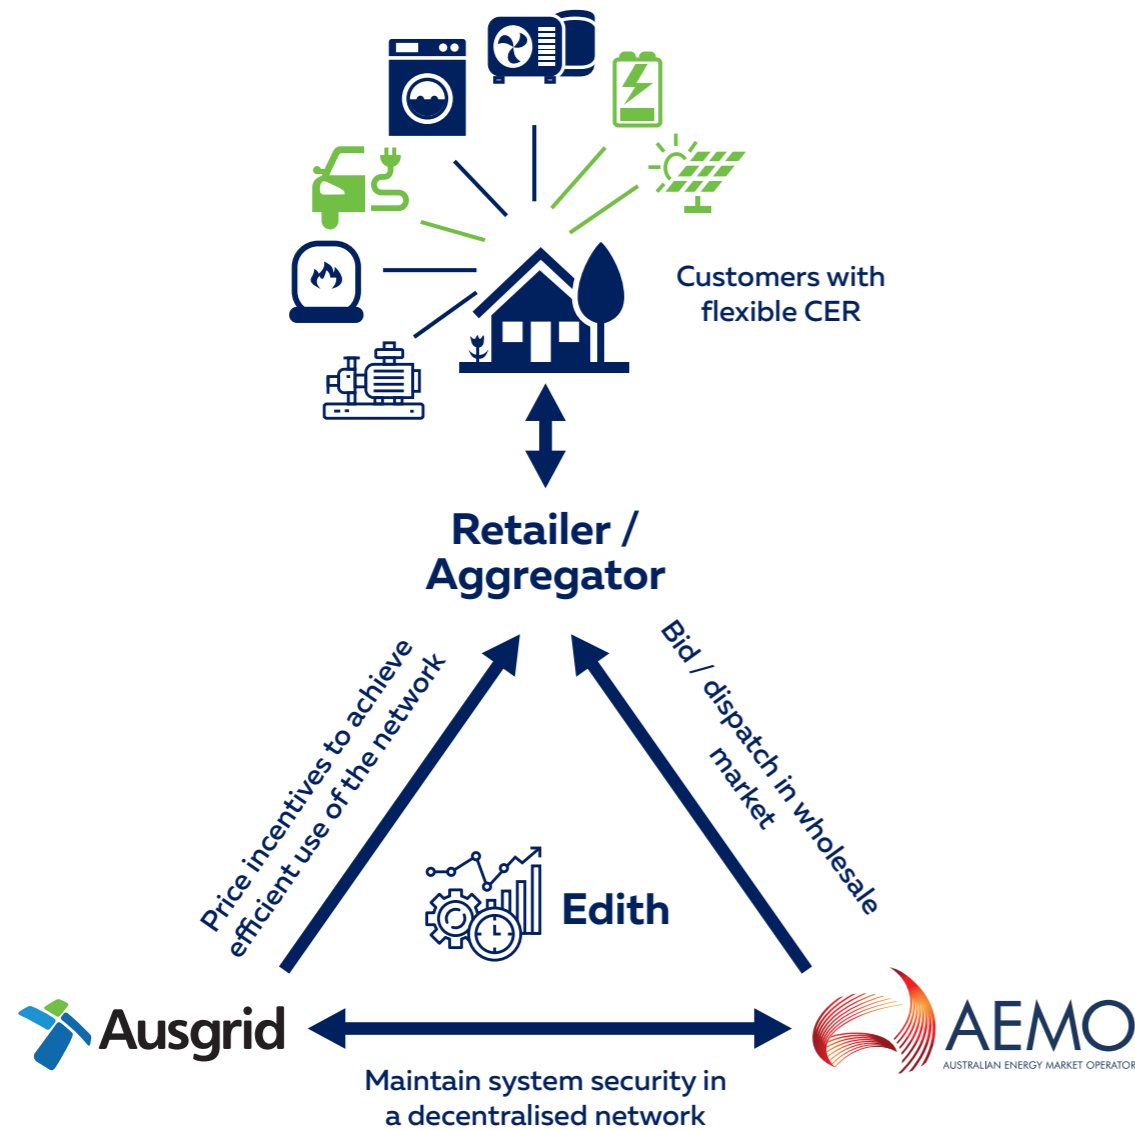 Customers with
flexible CER
Retailer /
Aggregator
Price incentives to achieve
efficient use of the network
Bid / dispatch in wholesale
market
Edith
Ausgrid
AEMO
AUSTRALIAN ENERGY MARKET OPERATOR
Maintain system security in
a decentralised network